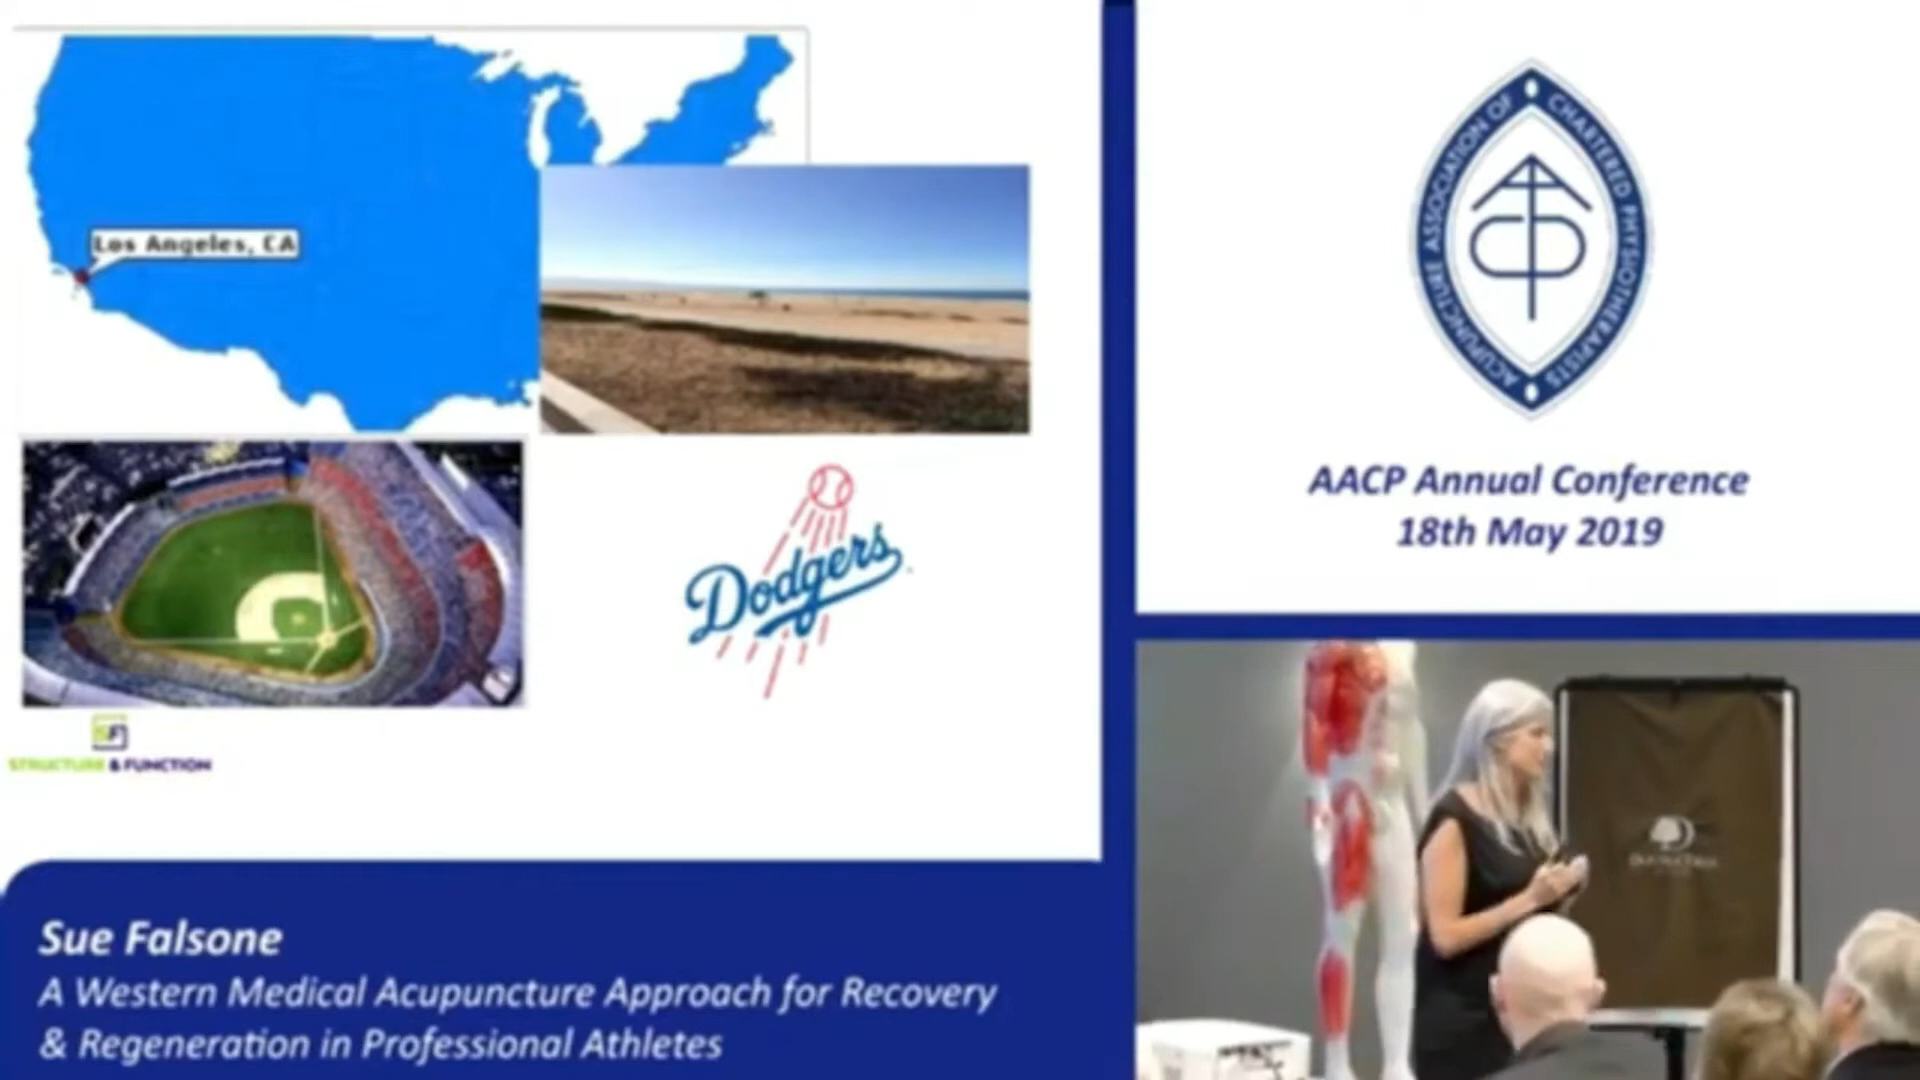 Los Angeles, CA
Dodgers
STRUCTURE & FUNCTION
SF
ACUPUNCTURE ASSOCIATION OF CHARTERED PHYSIOTHERAPISTS
AACP Annual Conference
18th May 2019
Sue Falsone
A Western Medical Acupuncture Approach for Recovery
& Regeneration in Professional Athletes